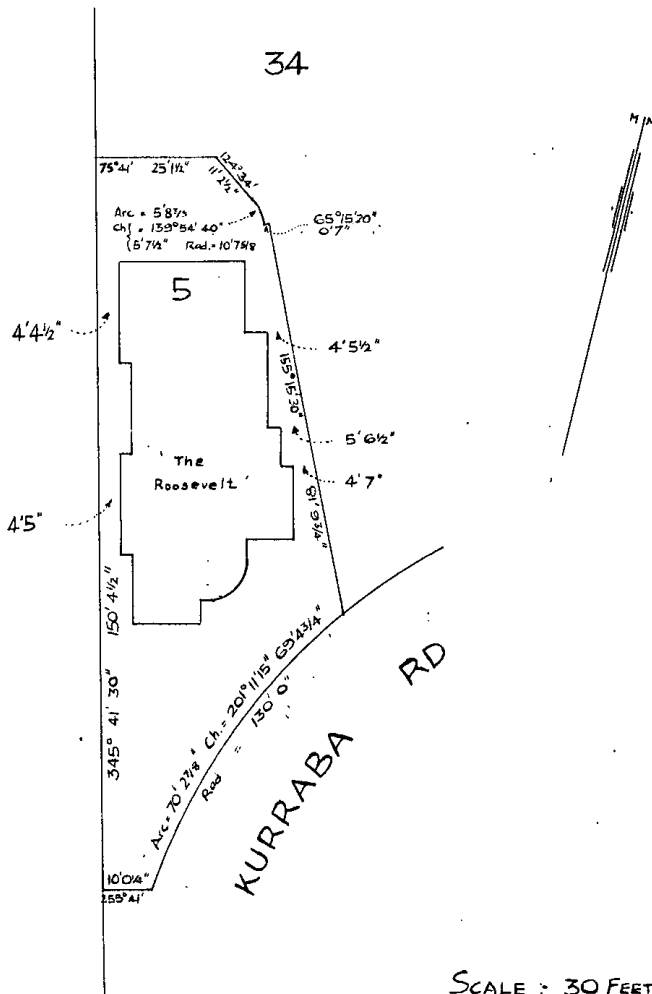 34
M N
75°41' 25'1½"
124°34'
11'2½"
Arc = 5'8⅞
Ch{ = 139°54'40"
{5'7½" Rad. = 10'7⅝
65°15'20"
0'7"
5
4'4½"
4'5½"
155°15'20"
5'6½"
'The
Roosevelt'
4'7"
81'9¾"
4'5"
150'4½"
345° 41' 30"
Arc = 70'2⅞" Ch. = 201°11'15" 69'4¾"
Rad = 130'0"
KURRABA RD
10'0¼"
255°41'
SCALE : 30 FEET